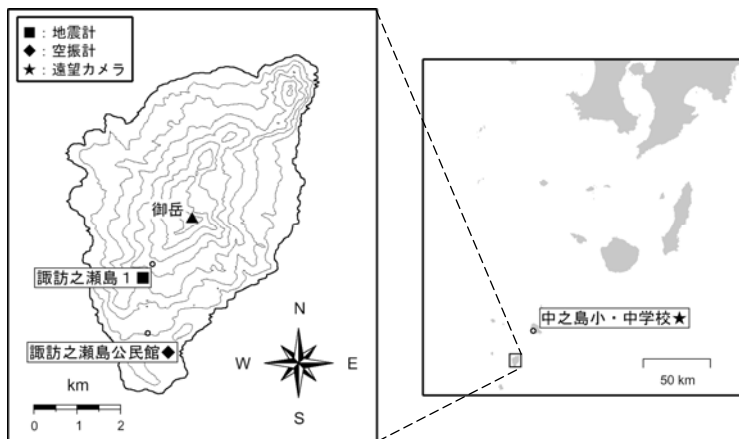 ■：地震計
◆：空振計
★：遠望カメラ
御岳
諏訪之瀬島1■
諏訪之瀬島公民館◆
N
W
E
S
km
0 1 2
中之島小・中学校★
50 km